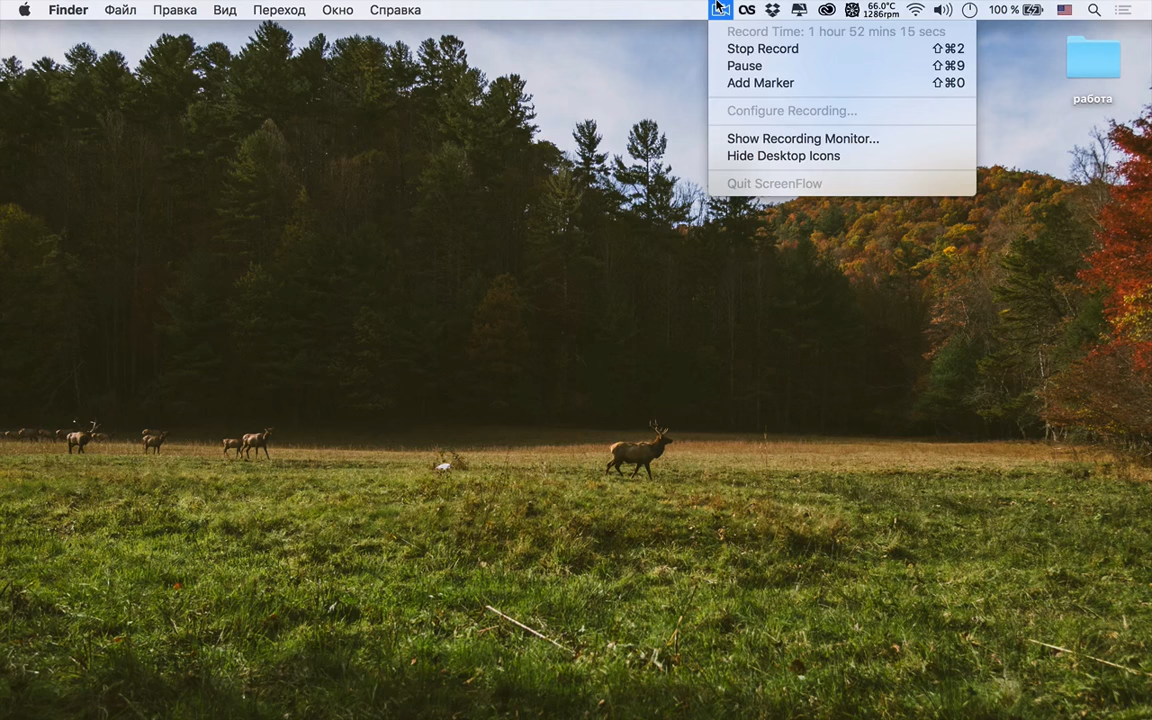 Finder Файл Правка Вид Переход Окно Справка 66.0°C 1286rpm 100 %
Record Time: 1 hour 52 mins 15 secs
Stop Record ⇧⌘2
Pause ⇧⌘9
Add Marker ⇧⌘0
Configure Recording...
Show Recording Monitor...
Hide Desktop Icons
Quit ScreenFlow
работа